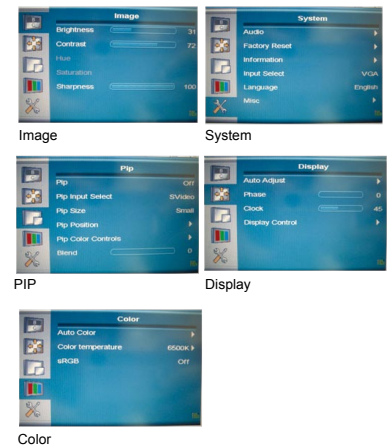 Image
Brightness 31
Contrast 72
Hue
Saturation
Sharpness 100
Image
System
Audio
Factory Reset
Information
Input Select VGA
Language English
Misc
System
Pip
Pip Off
Pip Input Select SVideo
Pip Size Small
Pip Position
Pip Color Controls
Blend 0
PIP
Display
Auto Adjust
Phase 0
Clock 45
Display Control
Display
Color
Auto Color
Color temperature 6500K
sRGB Off
Color